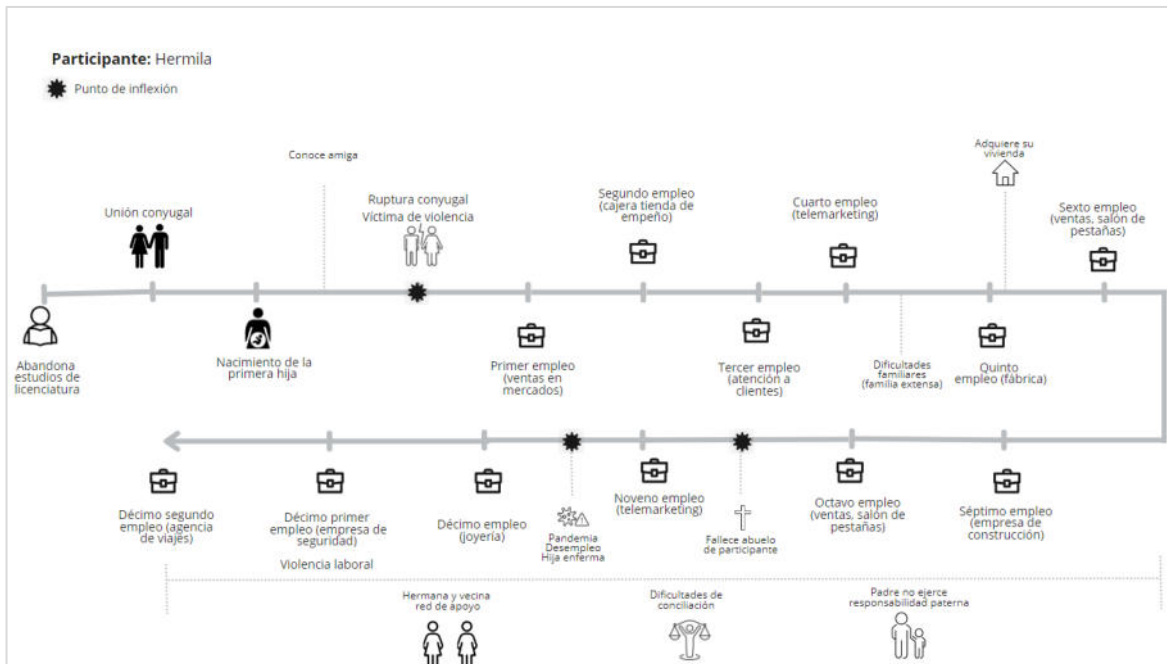 Participante: Hermila
Punto de inflexión
Conoce amiga
Adquiere su
vivienda
Unión conyugal
Ruptura conyugal
Víctima de violencia
Segundo empleo
(cajera tienda de
empeño)
Cuarto empleo
(telemarketing)
Sexto empleo
(ventas, salón de
pestañas)
Abandona
estudios de
licenciatura
Nacimiento de la
primera hija
Primer empleo
(ventas en
mercados)
Tercer empleo
(atención a
clientes)
Dificultades
familiares
(familia extensa)
Quinto
empleo (fábrica)
Décimo segundo
empleo (agencia
de viajes)
Décimo primer
empleo (empresa de
seguridad)
Violencia laboral
Décimo empleo
(joyería)
Pandemia
Desempleo
Hija enferma
Noveno empleo
(telemarketing)
Fallece abuelo
de participante
Octavo empleo
(ventas, salón de
pestañas)
Séptimo empleo
(empresa de
construcción)
Hermana y vecina
red de apoyo
Dificultades de
conciliación
Padre no ejerce
responsabilidad paterna